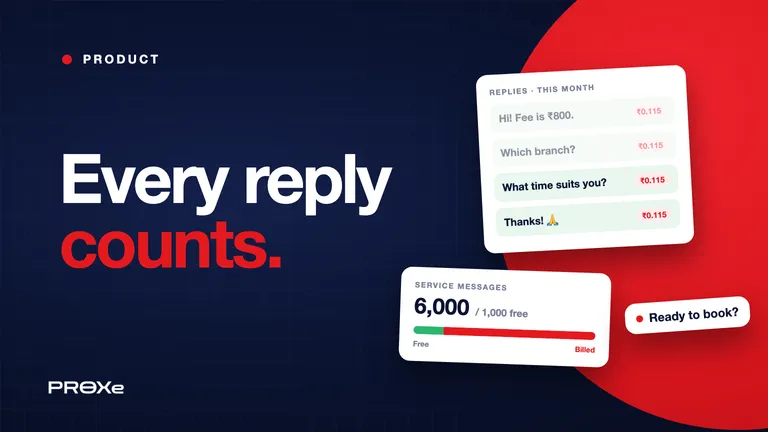 PRODUCT
Every reply
counts.
REPLIES - THIS MONTH
Hi! Fee is ₹800. ₹0.115
Which branch? ₹0.115
What time suits you? ₹0.115
Thanks! 🙏 ₹0.115
SERVICE MESSAGES
6,000 / 1,000 free
Free Billed
Ready to book?
PROXe